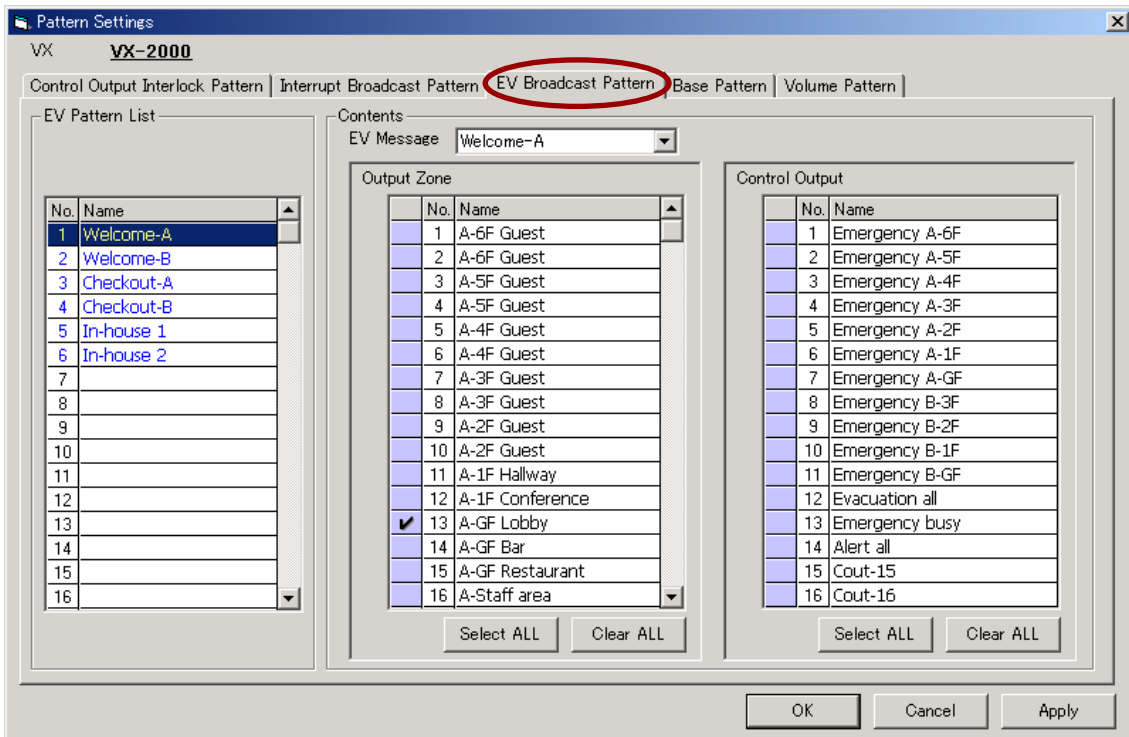 Pattern Settings
VX VX-2000
Control Output Interlock Pattern Interrupt Broadcast Pattern EV Broadcast Pattern Base Pattern Volume Pattern
EV Pattern List
No. Name
1 Welcome-A
2 Welcome-B
3 Checkout-A
4 Checkout-B
5 In-house 1
6 In-house 2
7
8
9
10
11
12
13
14
15
16
Contents
EV Message Welcome-A
Output Zone
No. Name
1 A-6F Guest
2 A-6F Guest
3 A-5F Guest
4 A-5F Guest
5 A-4F Guest
6 A-4F Guest
7 A-3F Guest
8 A-3F Guest
9 A-2F Guest
10 A-2F Guest
11 A-1F Hallway
12 A-1F Conference
13 A-GF Lobby
14 A-GF Bar
15 A-GF Restaurant
16 A-Staff area
Select ALL Clear ALL
Control Output
No. Name
1 Emergency A-6F
2 Emergency A-5F
3 Emergency A-4F
4 Emergency A-3F
5 Emergency A-2F
6 Emergency A-1F
7 Emergency A-GF
8 Emergency B-3F
9 Emergency B-2F
10 Emergency B-1F
11 Emergency B-GF
12 Evacuation all
13 Emergency busy
14 Alert all
15 Cout-15
16 Cout-16
Select ALL Clear ALL
OK Cancel Apply